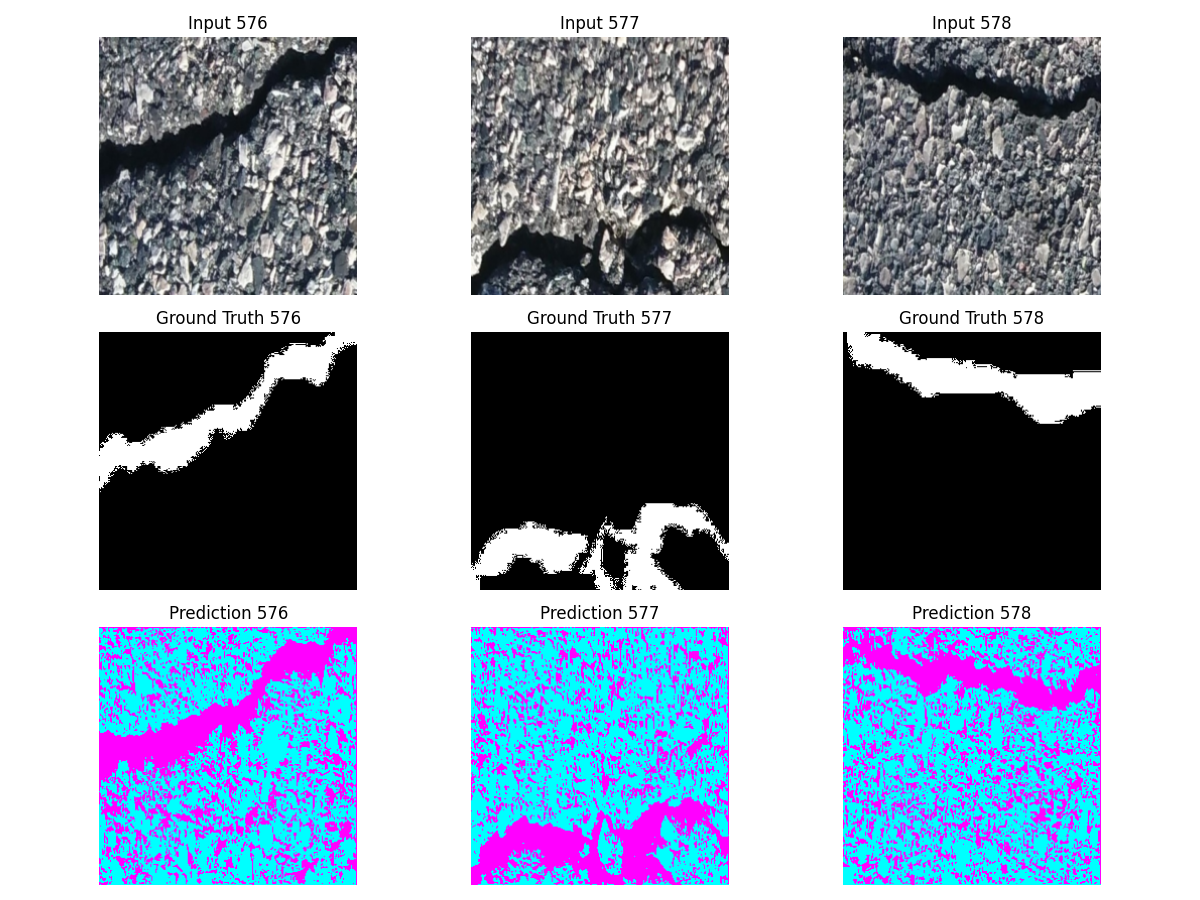 Input 576
Input 577
Input 578
Ground Truth 576
Ground Truth 577
Ground Truth 578
Prediction 576
Prediction 577
Prediction 578